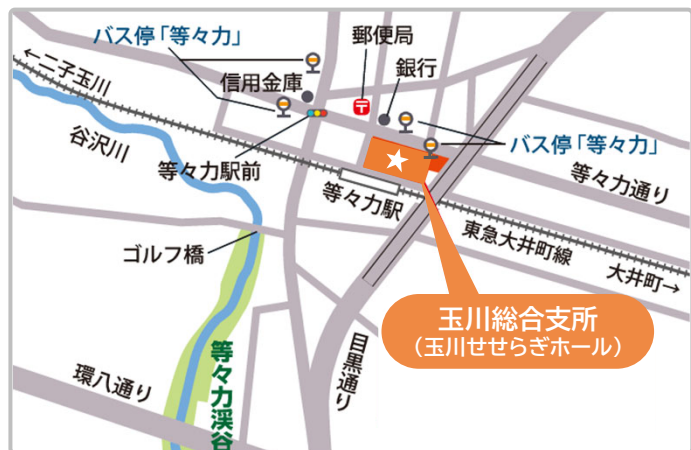 バス停「等々力」
郵便局
←二子玉川
信用金庫
銀行
谷沢川
等々力駅前
バス停「等々力」
等々力通り
等々力駅
東急大井町線
大井町→
ゴルフ橋
玉川総合支所
（玉川せせらぎホール）
目黒通り
等々力渓谷
環八通り